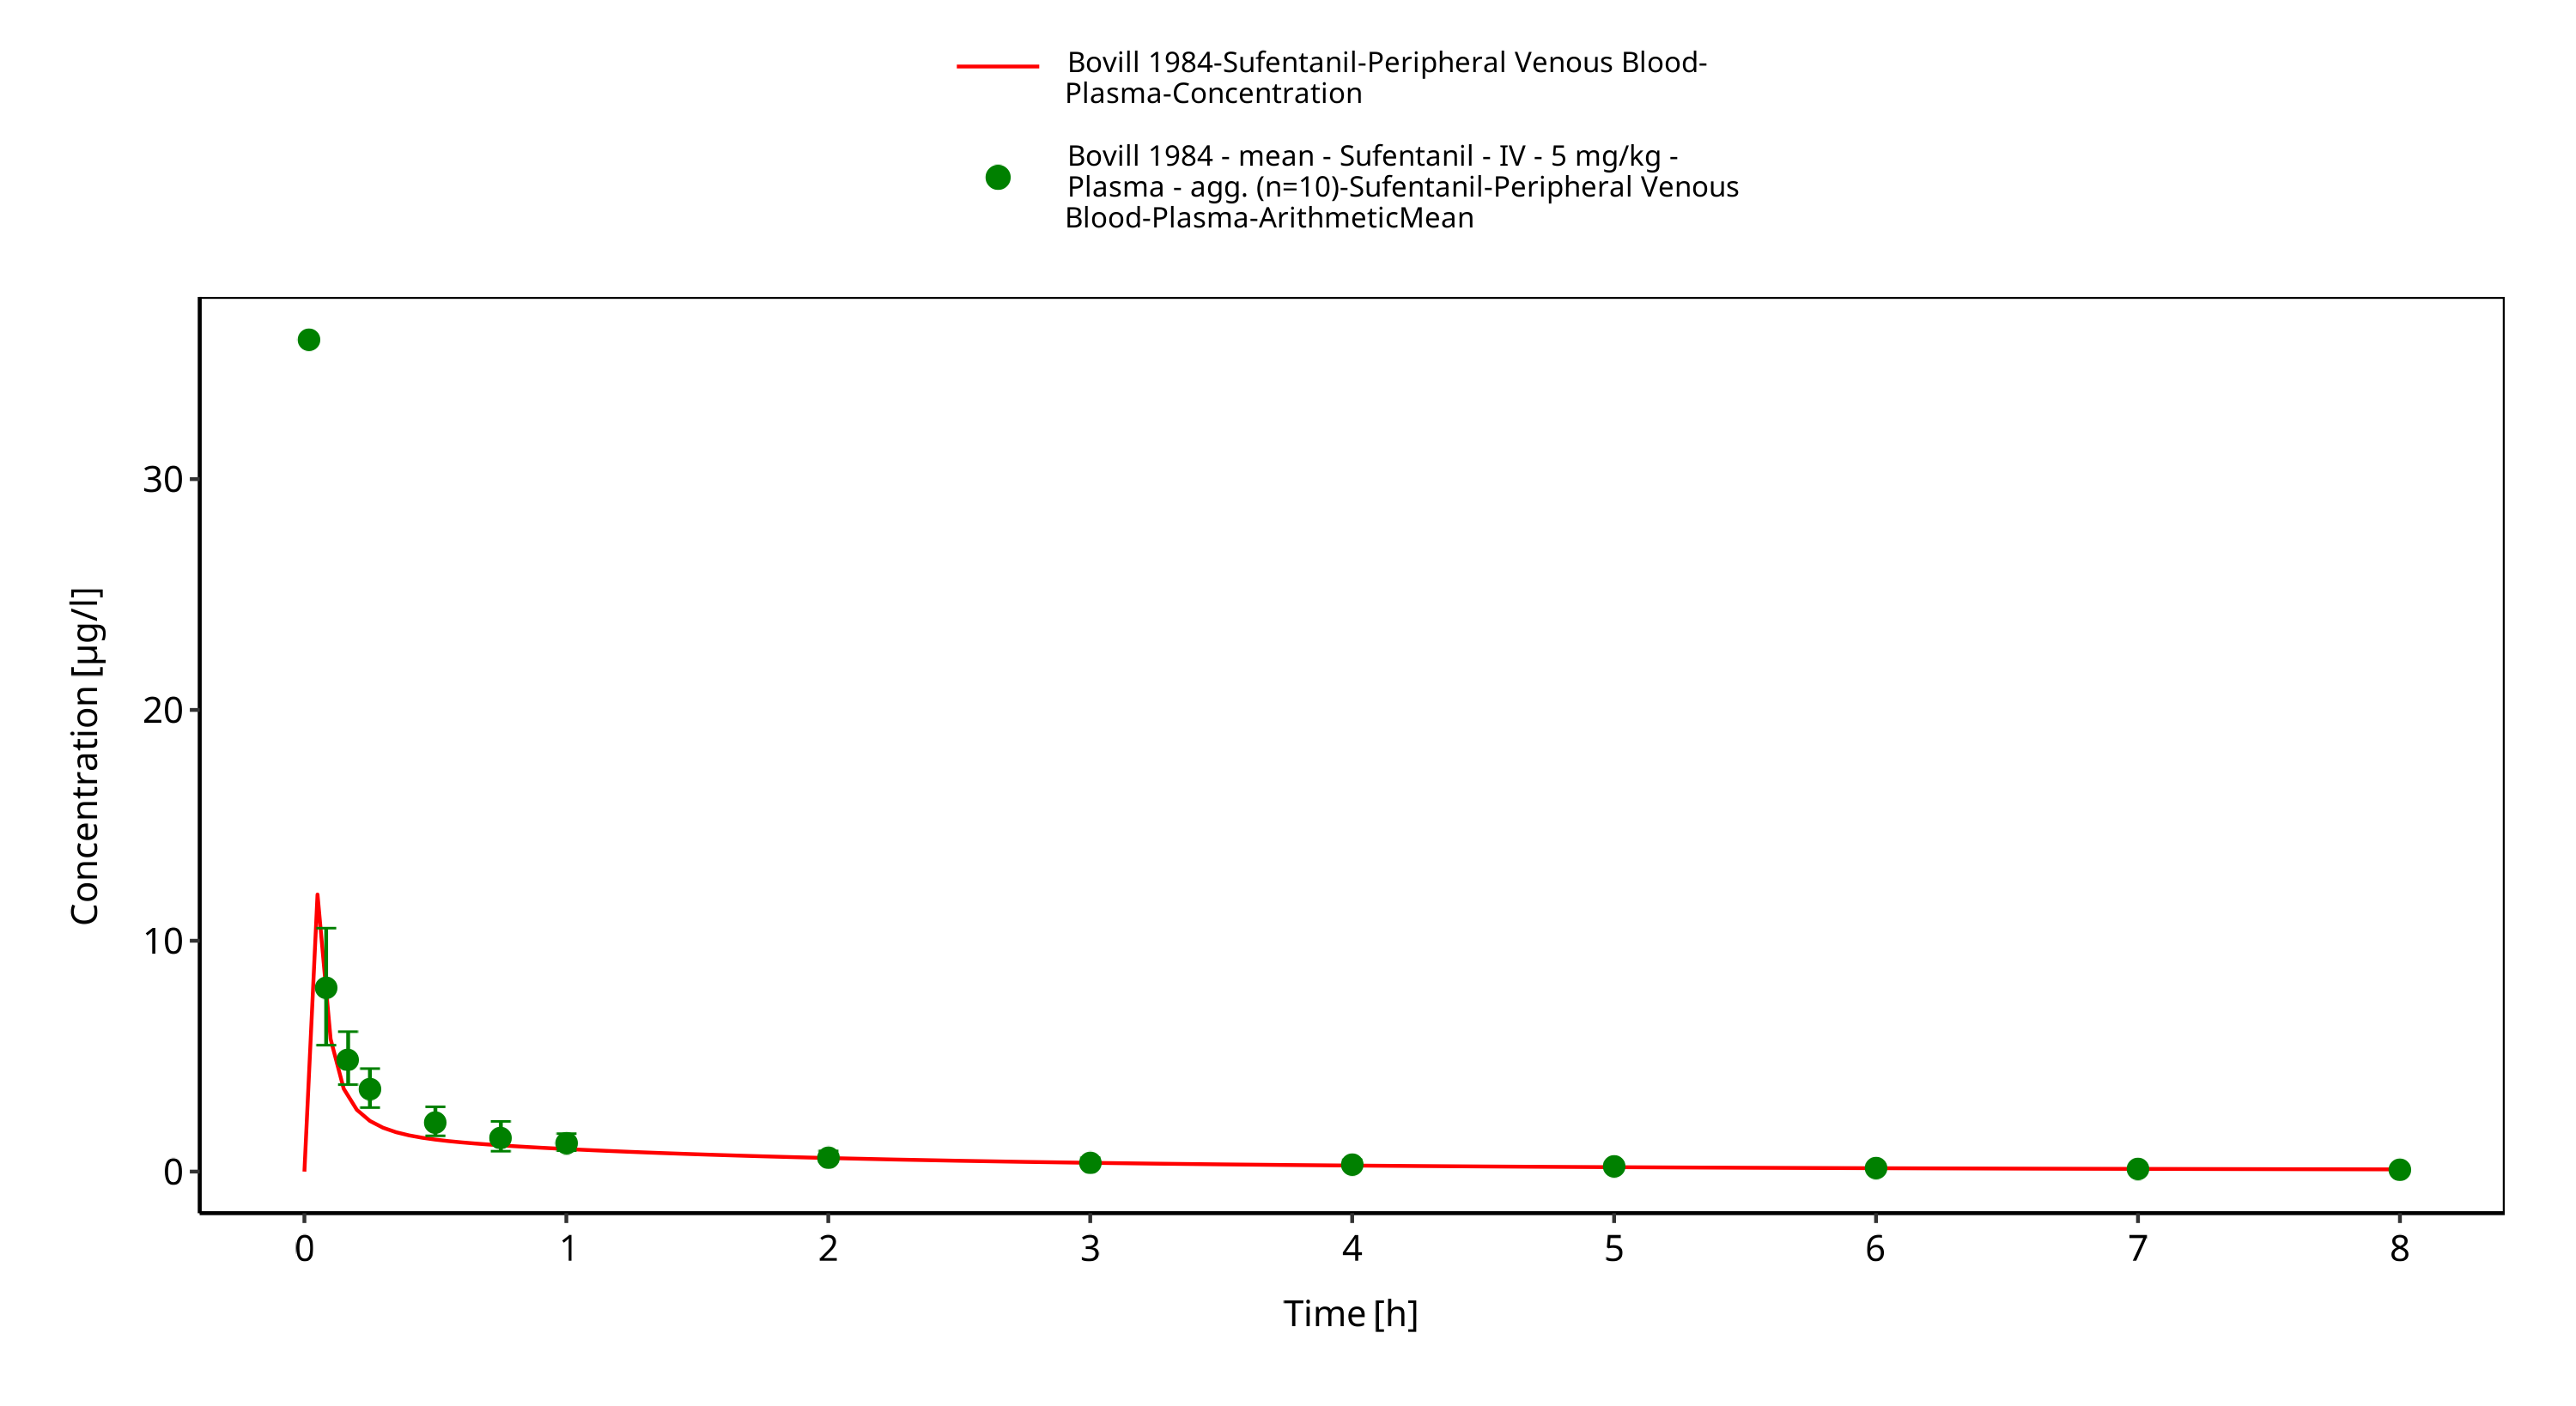 Bovill 1984-Sufentanil-Peripheral Venous Blood-
Plasma-Concentration
Bovill 1984 - mean - Sufentanil - IV - 5 mg/kg -
Plasma - agg. (n=10)-Sufentanil-Peripheral Venous
Blood-Plasma-ArithmeticMean
Concentration [µg/l]
30
20
10
0
0 1 2 3 4 5 6 7 8
Time [h]